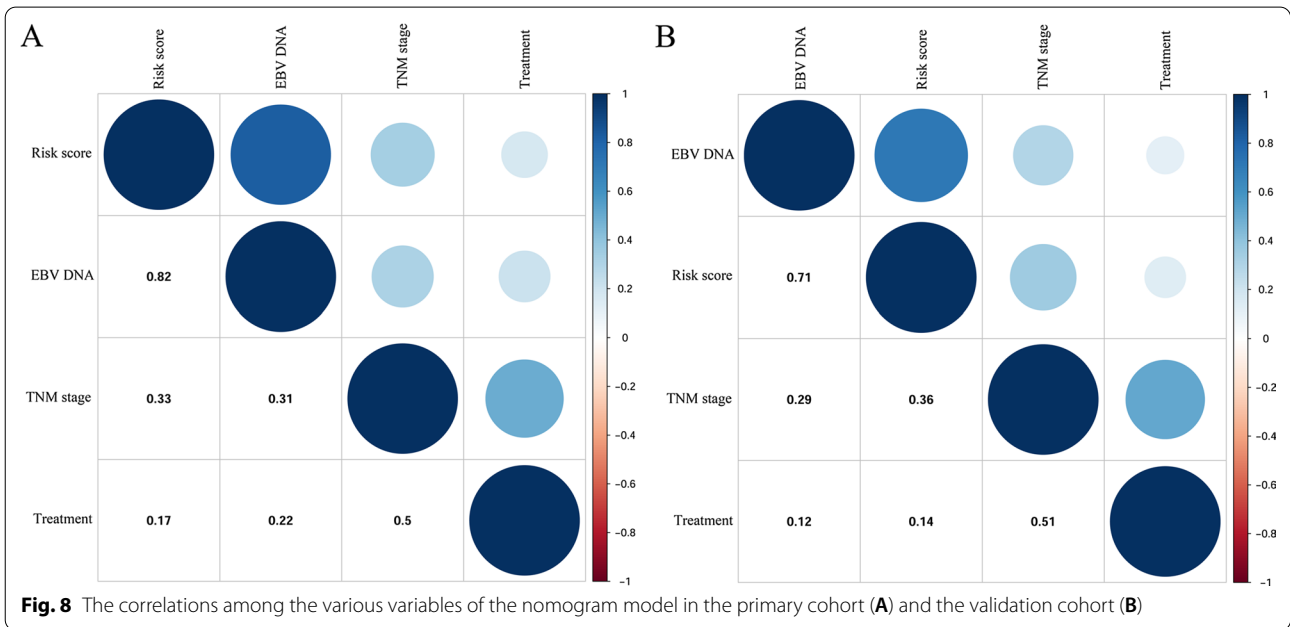 A
Risk score
EBV DNA
TNM stage
Treatment
Risk score
EBV DNA
0.82
TNM stage
0.33 0.31
Treatment
0.17 0.22 0.5
1
0.8
0.6
0.4
0.2
0
−0.2
−0.4
−0.6
−0.8
−1
B
EBV DNA
Risk score
TNM stage
Treatment
EBV DNA
Risk score
0.71
TNM stage
0.29 0.36
Treatment
0.12 0.14 0.51
1
0.8
0.6
0.4
0.2
0
−0.2
−0.4
−0.6
−0.8
−1
Fig. 8 The correlations among the various variables of the nomogram model in the primary cohort (A) and the validation cohort (B)